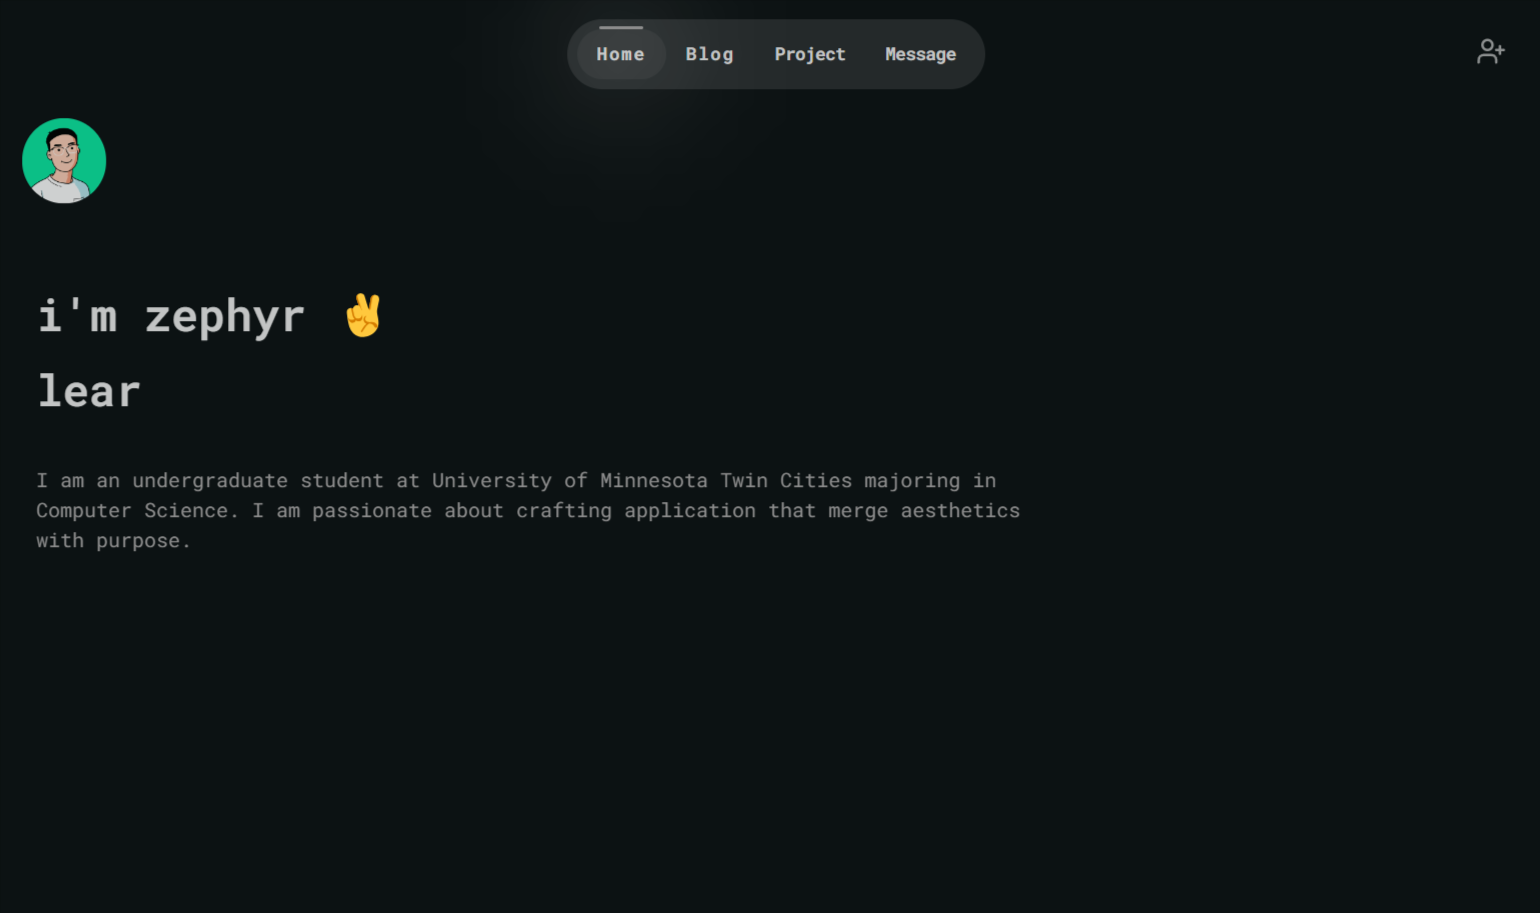 Home Blog Project Message
i'm zephyr ✌️
lear
I am an undergraduate student at University of Minnesota Twin Cities majoring in
Computer Science. I am passionate about crafting application that merge aesthetics
with purpose.